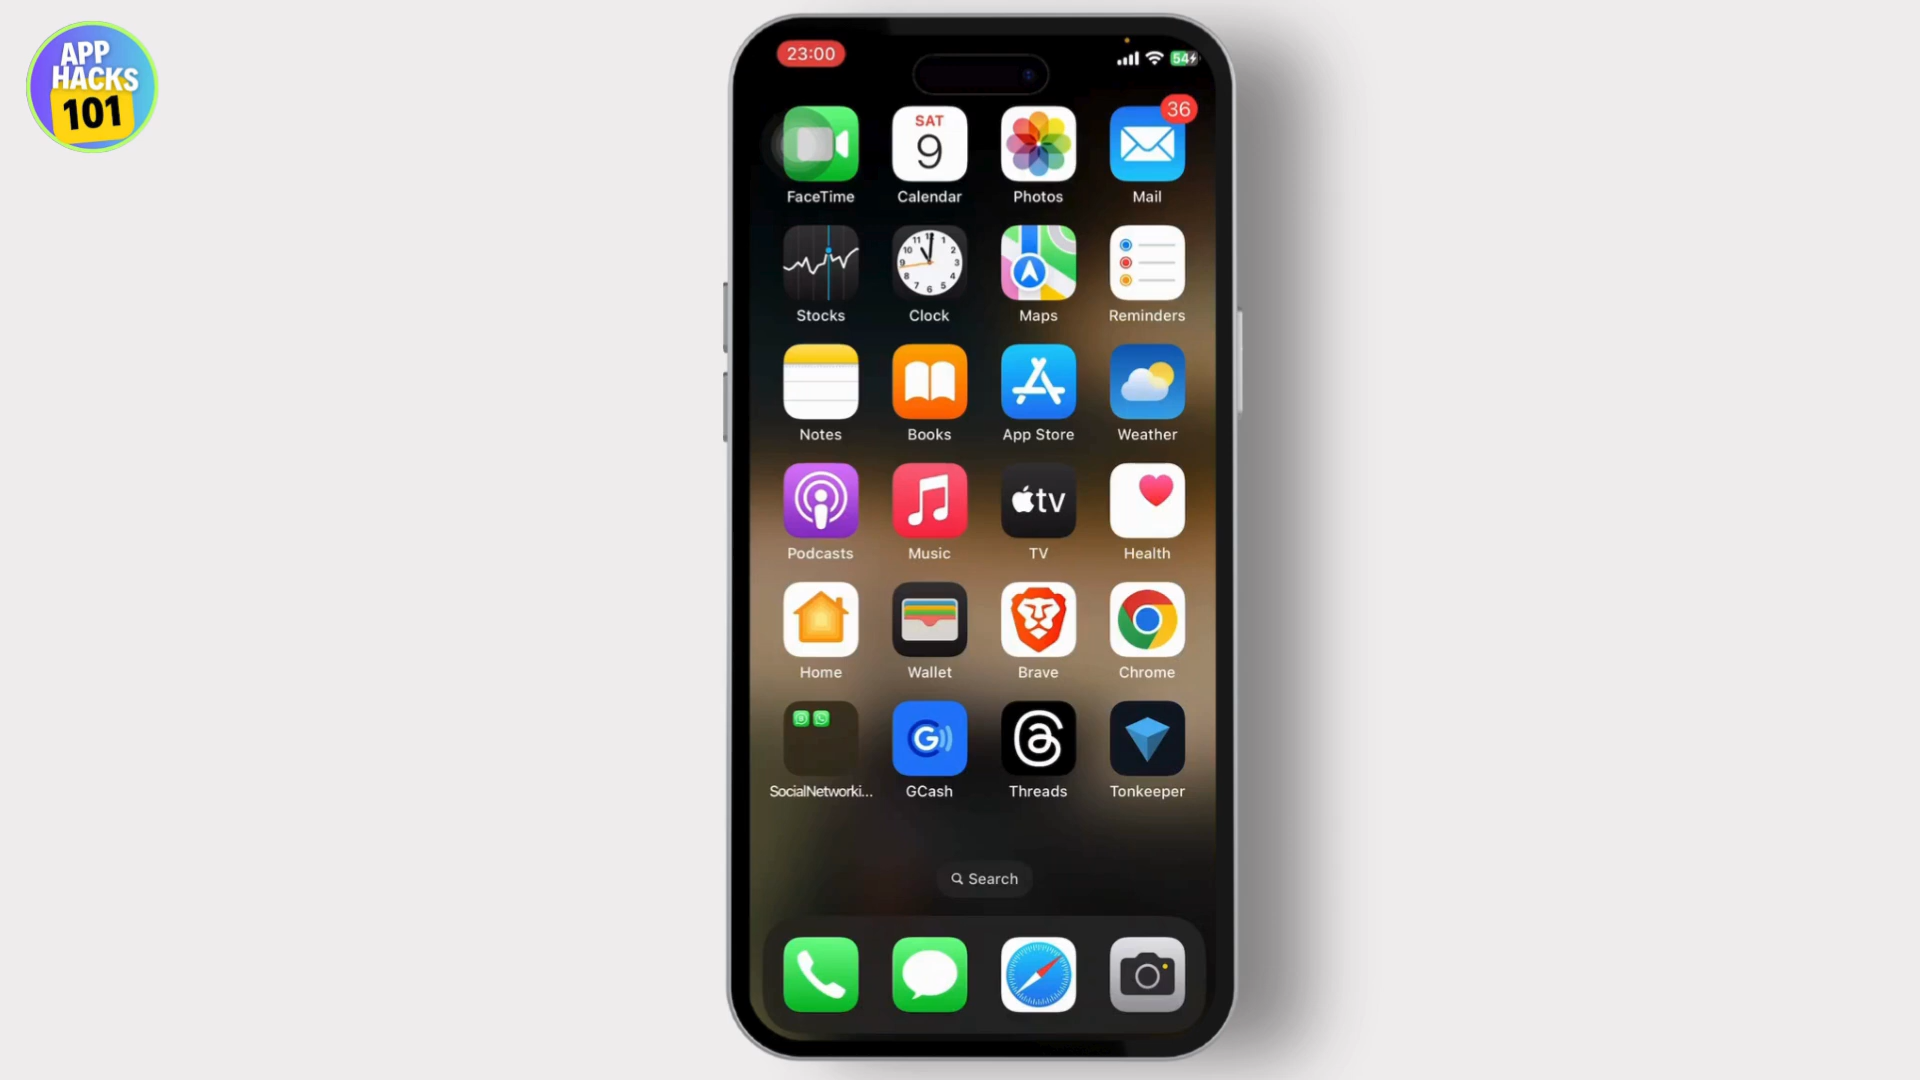 APP
HACKS
101
23:00
54
36
SAT
9
FaceTime
Calendar
Photos
Mail
Stocks
Clock
Maps
Reminders
Notes
Books
App Store
Weather
tv
Podcasts
Music
TV
Health
Home
Wallet
Brave
Chrome
G
SocialNetworki...
GCash
Threads
Tonkeeper
Search